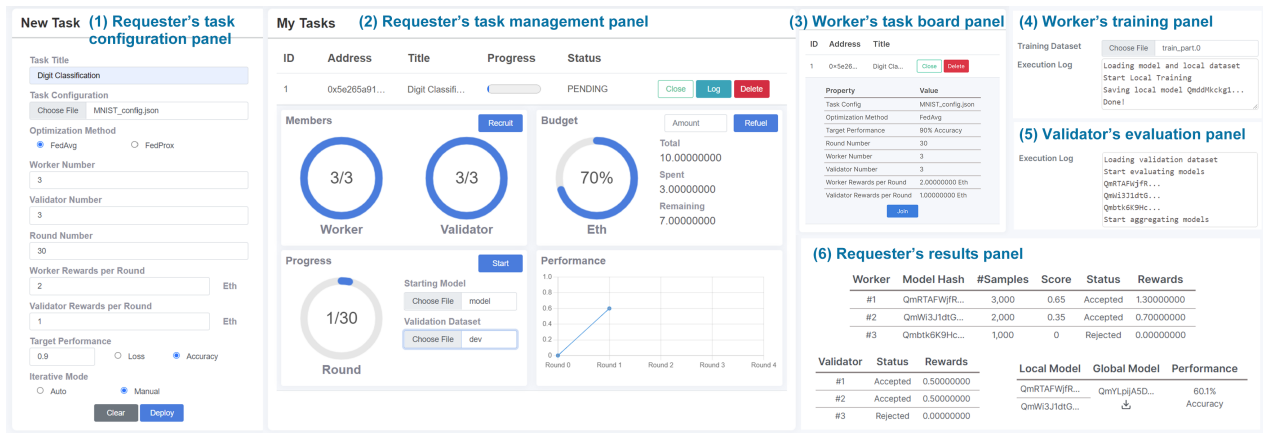 New Task
(1) Requester's task configuration panel
Task Title
Digit Classification
Task Configuration
Choose File MNIST_config.json
Optimization Method
FedAvg FedProx
Worker Number
3
Validator Number
3
Round Number
30
Worker Rewards per Round
2 Eth
Validator Rewards per Round
1 Eth
Target Performance
0.9 Loss Accuracy
Iterative Mode
Auto Manual
Clear Deploy
My Tasks (2) Requester's task management panel
ID Address Title Progress Status
1 0x5e265a91... Digit Classifi... PENDING Close Log Delete
Members Recruit
3/3 3/3
Worker Validator
Budget Amount Refuel
70%
Eth
Total
10.00000000
Spent
3.00000000
Remaining
7.00000000
Progress Start
1/30
Round
Starting Model
Choose File model
Validation Dataset
Choose File dev
Performance
1.0
0.8
0.6
0.4
0.2
0
Round 0 Round 1 Round 2 Round 3 Round 4
(3) Worker's task board panel
ID Address Title
1 0x5e26... Digit Cla... Close Delete
Property Value
Task Config MNIST_config.json
Optimization Method FedAvg
Target Performance 90% Accuracy
Round Number 30
Worker Number 3
Validator Number 3
Worker Rewards per Round 2.00000000 Eth
Validator Rewards per Round 1.00000000 Eth
Join
(4) Worker's training panel
Training Dataset Choose File train_part.0
Execution Log
Loading model and local dataset
Start Local Training
Saving local model QmddMkckg1...
Done!
(5) Validator's evaluation panel
Execution Log
Loading validation dataset
Start evaluating models
QmRTAFWjfR...
QmWi3J1dtG...
Qmbtk6K9Hc...
Start aggregating models
(6) Requester's results panel
Worker Model Hash #Samples Score Status Rewards
#1 QmRTAFWjfR... 3,000 0.65 Accepted 1.30000000
#2 QmWi3J1dtG... 2,000 0.35 Accepted 0.70000000
#3 Qmbtk6K9Hc... 1,000 0 Rejected 0.00000000
Validator Status Rewards
#1 Accepted 0.50000000
#2 Accepted 0.50000000
#3 Rejected 0.00000000
Local Model Global Model Performance
QmRTAFWjfR... QmYLpijA5D... 60.1%
QmWi3J1dtG... Accuracy